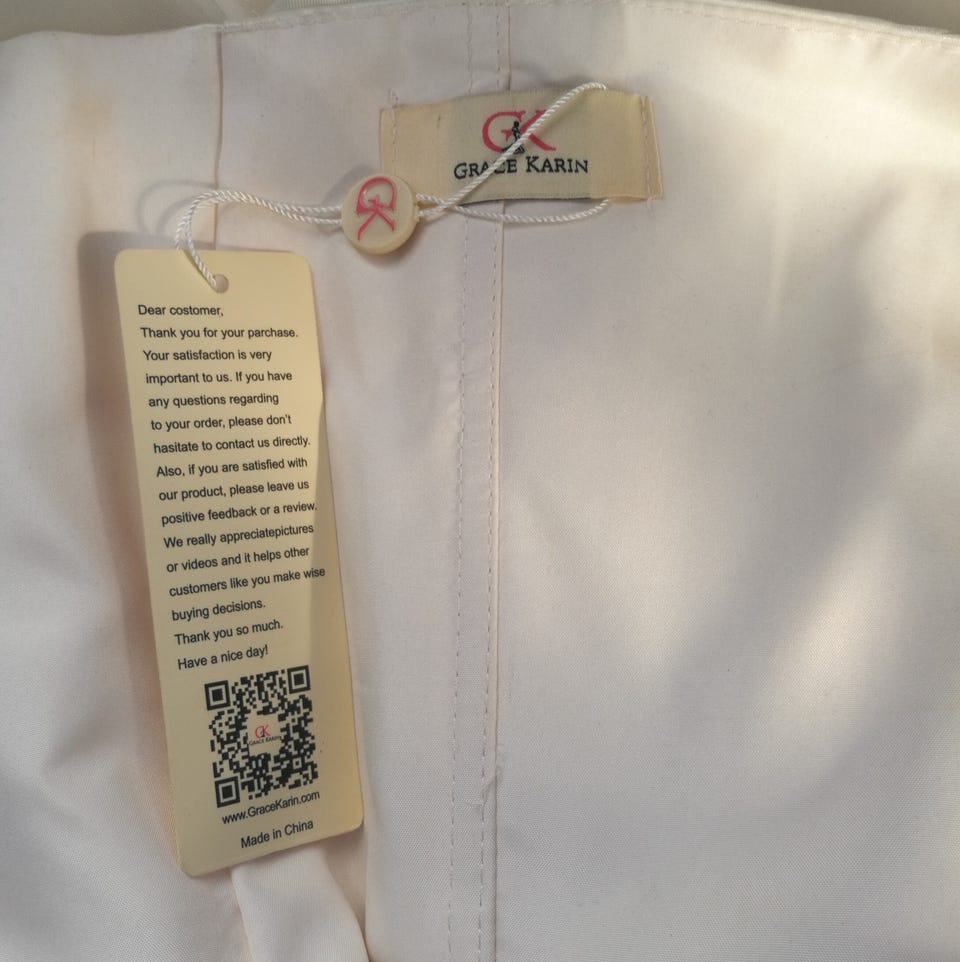 GK
GRACE KARIN
GK
Dear costomer,
Thank you for your parchase.
Your satisfaction is very
important to us. If you have
any questions regarding
to your order, please don't
hasitate to contact us directly.
Also, if you are satisfied with
our product, please leave us
positive feedback or a review.
We really appreciatepictures
or videos and it helps other
customers like you make wise
buying decisions.
Thank you so much.
Have a nice day!
GK
GRACE KARIN
www.GraceKarin.com
Made in China